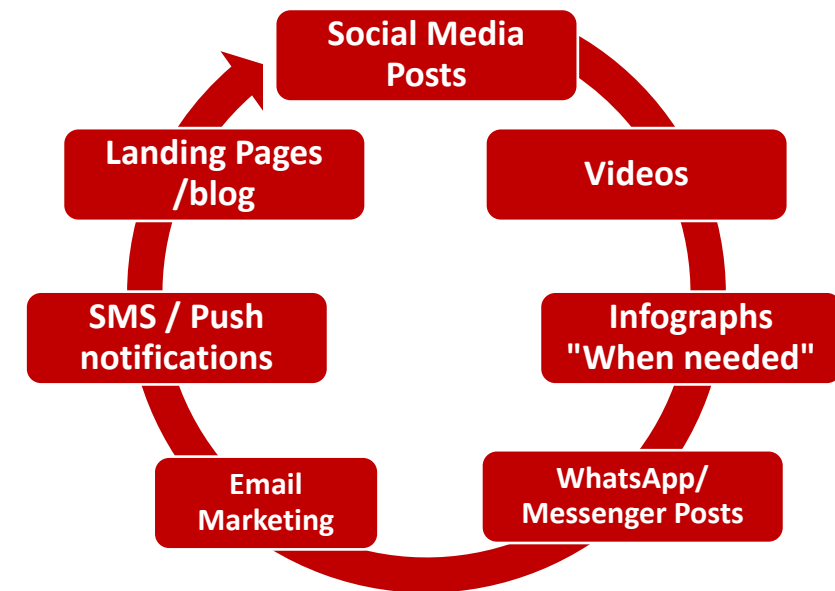 Social Media
Posts
Videos
Infographs
"When needed"
WhatsApp/
Messenger Posts
Email
Marketing
SMS / Push
notifications
Landing Pages
/blog